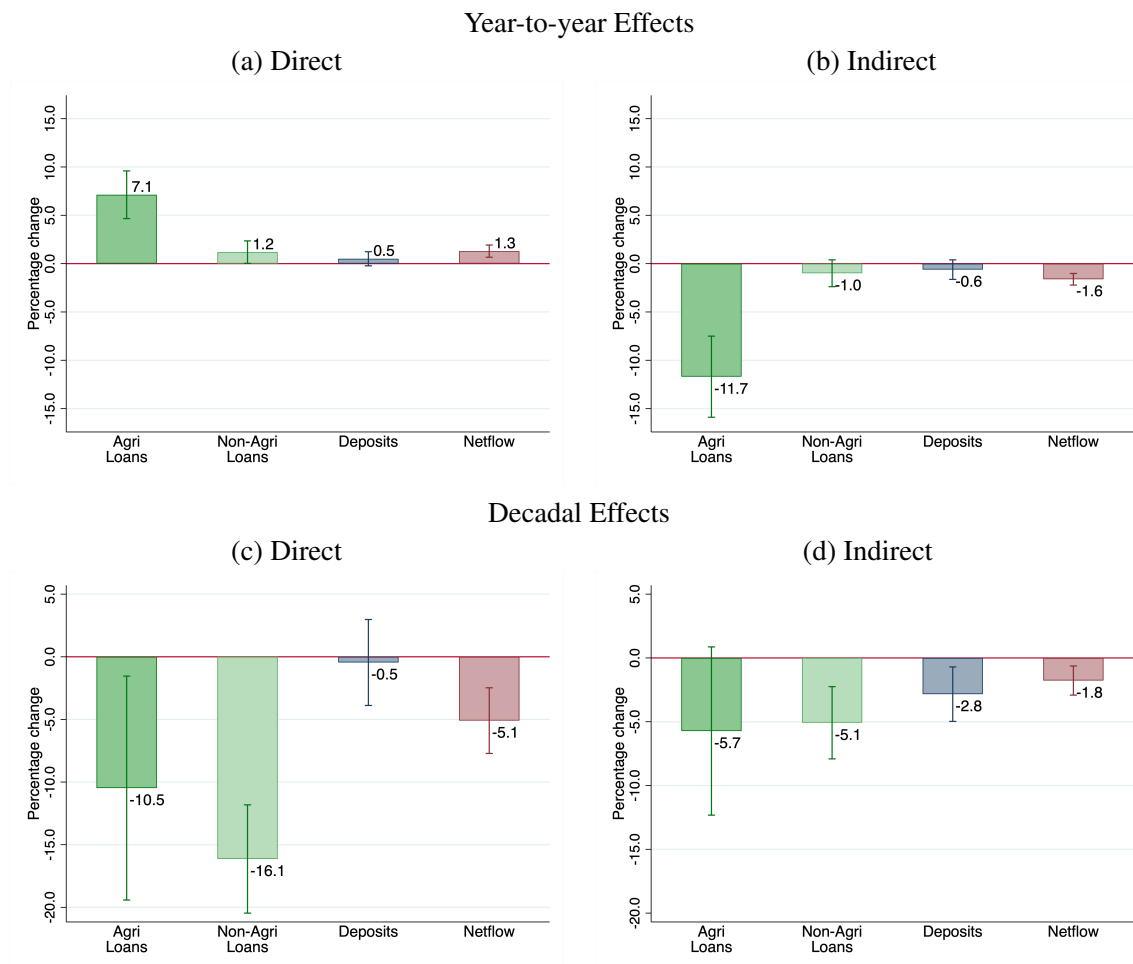 Year-to-year Effects
(a) Direct
(b) Indirect
Percentage change
15.0
10.0
5.0
0.0
-5.0
-10.0
-15.0
7.1
1.2
0.5
1.3
Agri
Loans
Non-Agri
Loans
Deposits
Netflow
Percentage change
15.0
10.0
5.0
0.0
-5.0
-10.0
-15.0
-11.7
-1.0
-0.6
-1.6
Agri
Loans
Non-Agri
Loans
Deposits
Netflow
Decadal Effects
(c) Direct
(d) Indirect
Percentage change
5.0
0.0
-5.0
-10.0
-15.0
-20.0
-10.5
-16.1
-0.5
-5.1
Agri
Loans
Non-Agri
Loans
Deposits
Netflow
Percentage change
5.0
0.0
-5.0
-10.0
-15.0
-20.0
-5.7
-5.1
-2.8
-1.8
Agri
Loans
Non-Agri
Loans
Deposits
Netflow